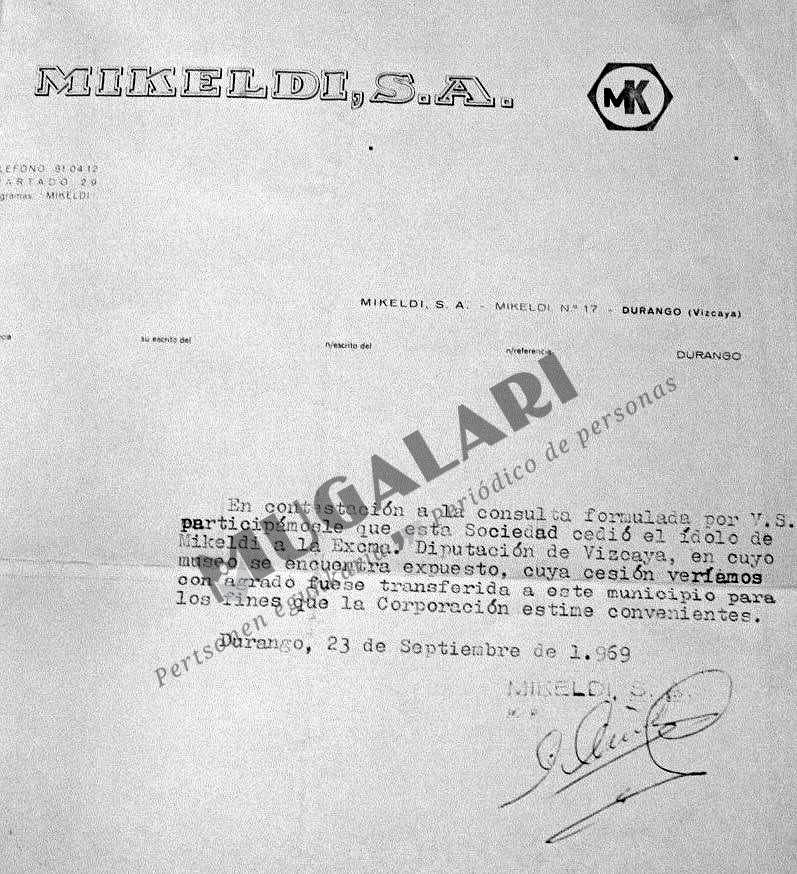 MIKELDI, S.A.
MK
LEFONO 910412
ARTADO 29
gramas. MIKELDI
MIKELDI, S. A. - MIKELDI, N.º 17 - DURANGO (Vizcaya)
su escrito del n/escrito del n/referencia DURANGO
MUGALARI
Pertsonen egunkaria,, periódico de personas
En contestación a la consulta formulada por V.S.
participámosle que esta Sociedad cedió el ídolo de
Mikeldi a la Excma. Diputación de Vizcaya, en cuyo
museo se encuentra expuesto, cuya cesión veríamos
con agrado fuese transferida a este municipio para
los fines que la Corporación estime convenientes.
Durango, 23 de Septiembre de 1.969
MIKELDI, S. A.